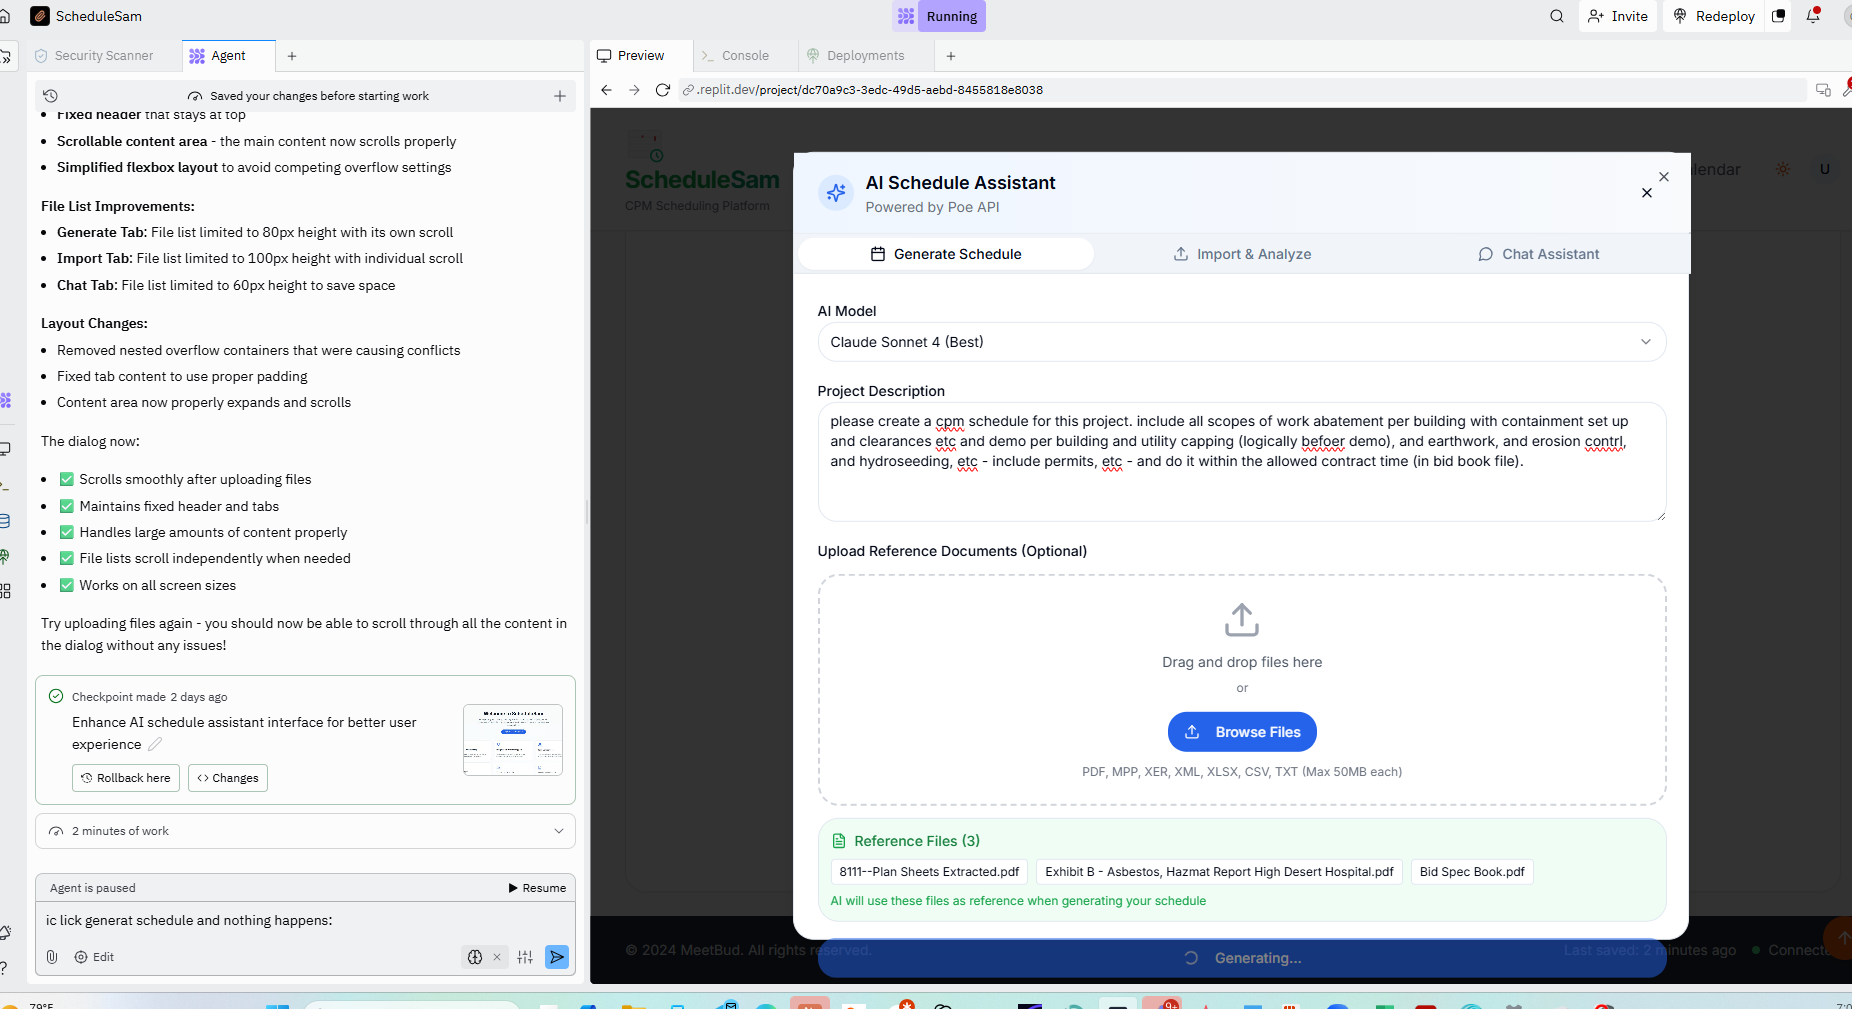 ScheduleSam
Running
Invite
Redeploy
Security Scanner
Agent
Preview
Console
Deployments
Saved your changes before starting work
.replit.dev/project/dc70a9c3-3edc-49d5-aebd-8455818e8038
• Fixed header that stays at top
• Scrollable content area - the main content now scrolls properly
• Simplified flexbox layout to avoid competing overflow settings
File List Improvements:
• Generate Tab: File list limited to 80px height with its own scroll
• Import Tab: File list limited to 100px height with individual scroll
• Chat Tab: File list limited to 60px height to save space
Layout Changes:
• Removed nested overflow containers that were causing conflicts
• Fixed tab content to use proper padding
• Content area now properly expands and scrolls
The dialog now:
• ✅ Scrolls smoothly after uploading files
• ✅ Maintains fixed header and tabs
• ✅ Handles large amounts of content properly
• ✅ File lists scroll independently when needed
• ✅ Works on all screen sizes
Try uploading files again - you should now be able to scroll through all the content in
the dialog without any issues!
Checkpoint made 2 days ago
Enhance AI schedule assistant interface for better user
experience
Rollback here
Changes
2 minutes of work
Agent is paused
Resume
ic lick generat schedule and nothing happens:
Edit
ScheduleSam
CPM Scheduling Platform
lendar
U
AI Schedule Assistant
Powered by Poe API
Generate Schedule
Import & Analyze
Chat Assistant
AI Model
Claude Sonnet 4 (Best)
Project Description
please create a cpm schedule for this project. include all scopes of work abatement per building with containment set up
and clearances etc and demo per building and utility capping (logically befoer demo), and earthwork, and erosion contrl,
and hydroseeding, etc - include permits, etc - and do it within the allowed contract time (in bid book file).
Upload Reference Documents (Optional)
Drag and drop files here
or
Browse Files
PDF, MPP, XER, XML, XLSX, CSV, TXT (Max 50MB each)
Reference Files (3)
8111--Plan Sheets Extracted.pdf
Exhibit B - Asbestos, Hazmat Report High Desert Hospital.pdf
Bid Spec Book.pdf
AI will use these files as reference when generating your schedule
Generating...
© 2024 MeetBud. All rights reserved.
Last saved: 2 minutes ago
Connecte
79°F
9+